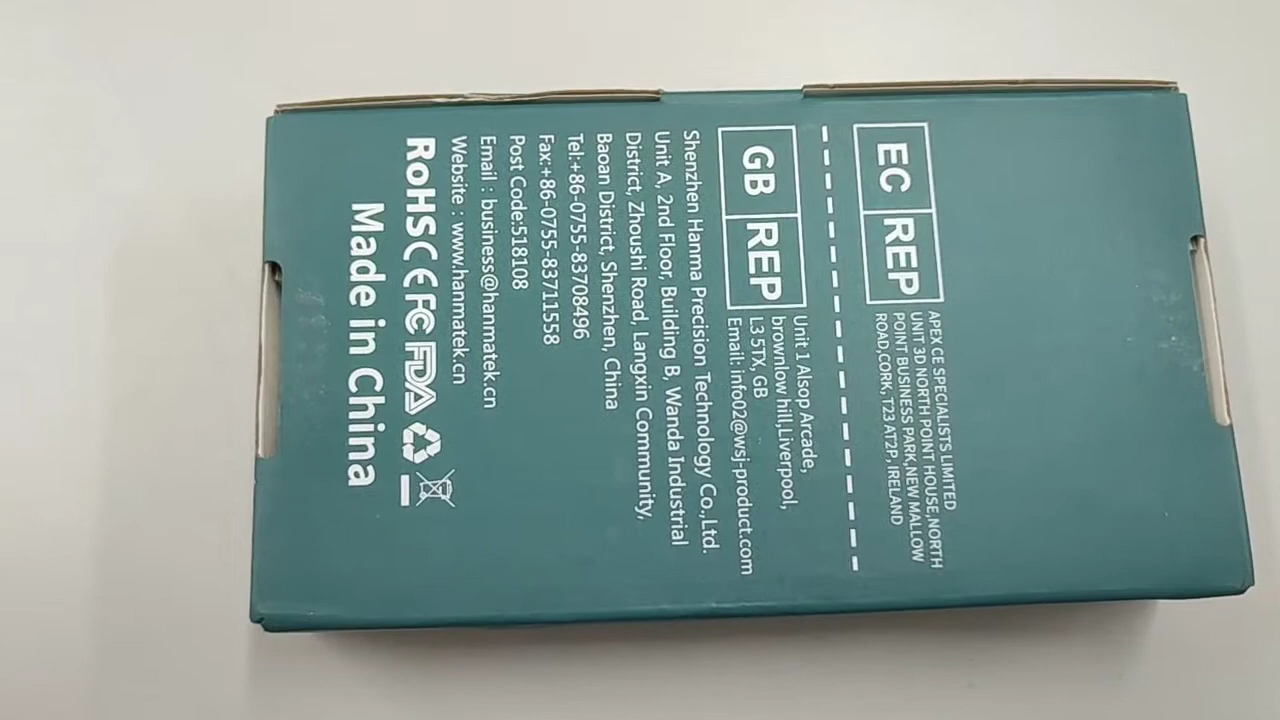 EC REP
APEX CE SPECIALISTS LIMITED
UNIT 3D NORTH POINT HOUSE,NORTH
POINT BUSINESS PARK,NEW MALLOW
ROAD,CORK, T23 AT2P, IRELAND
GB REP
Unit 1 Alsop Arcade,
brownlow hill,Liverpool,
L3 5TX, GB
Email: info02@wsj-product.com
Shenzhen Hanma Precision Technology Co.,Ltd.
Unit A, 2nd Floor, Building B, Wanda Industrial
District, Zhoushi Road, Langxin Community,
Baoan District, Shenzhen, China
Tel:+86-0755-83708496
Fax:+86-0755-83711558
Post Code:518108
Email : business@hanmatek.cn
Website : www.hanmatek.cn
RoHS CE FC FDA
Made in China